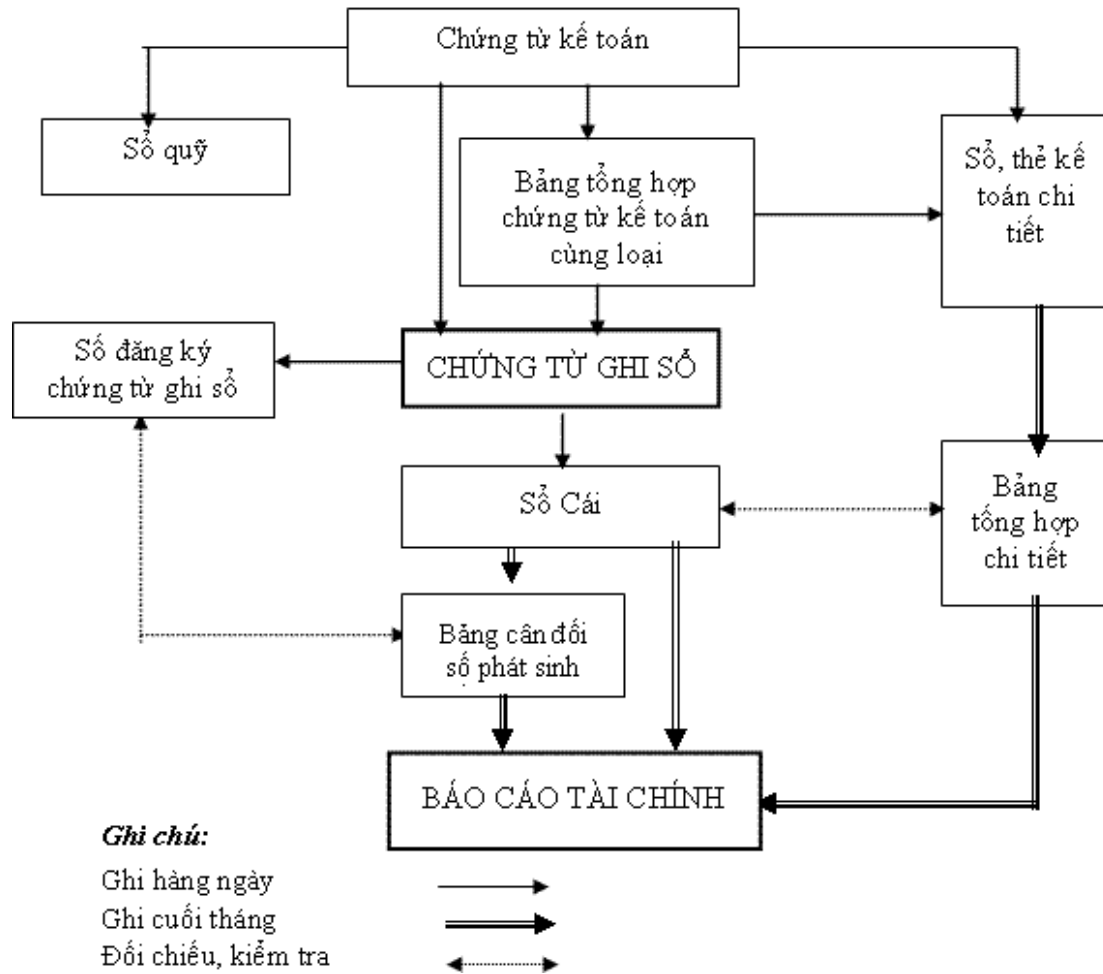 Chứng từ kế toán
Sổ quỹ
Bảng tổng hợp
chứng từ kế toán
cùng loại
Sổ, thẻ kế
toán chi
tiết
Số đăng ký
chứng từ ghi sổ
CHỨNG TỪ GHI SỔ
Sổ Cái
Bảng
tổng hợp
chi tiết
Bảng cân đối
số phát sinh
BÁO CÁO TÀI CHÍNH
Ghi chú:
Ghi hàng ngày
Ghi cuối tháng
Đối chiếu, kiểm tra